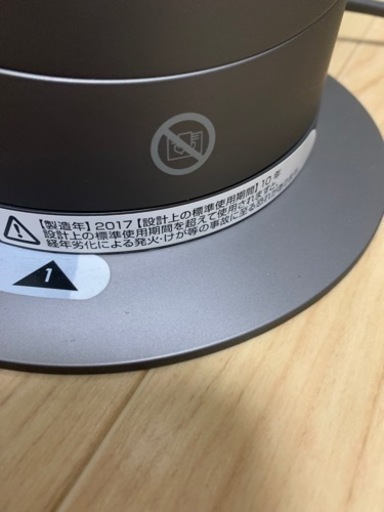 【製造年】2017【設計上の標準使用期間】10年
設計上の標準使用期間を超えて使用されますと、
経年劣化による発火・けが等の事故に至る恐れがあります。
1